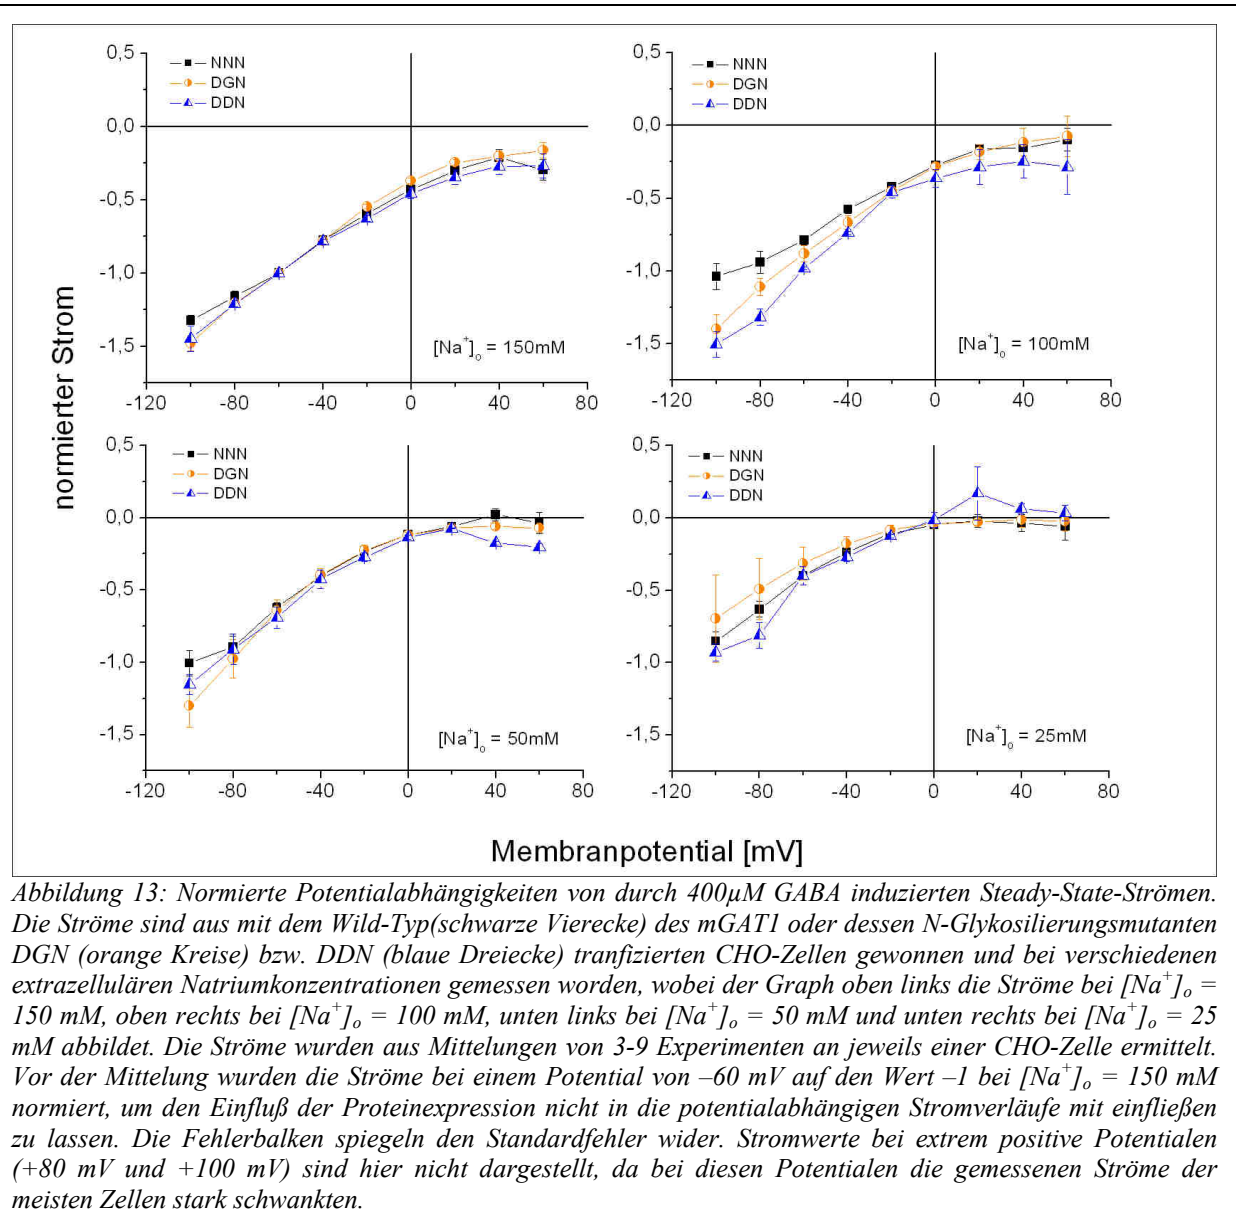 0,5
0,0
-0,5
-1,0
-1,5
-120 -80 -40 0 40 80
NNN
DGN
DDN
[Na+]o = 150mM
0,5
0,0
-0,5
-1,0
-1,5
-120 -80 -40 0 40 80
NNN
DGN
DDN
[Na+]o = 100mM
normierter Strom
0,5
0,0
-0,5
-1,0
-1,5
-120 -80 -40 0 40 80
NNN
DGN
DDN
[Na+]o = 50mM
0,5
0,0
-0,5
-1,0
-1,5
-120 -80 -40 0 40 80
NNN
DGN
DDN
[Na+]o = 25mM
Membranpotential [mV]
Abbildung 13: Normierte Potentialabhängigkeiten von durch 400µM GABA induzierten Steady-State-Strömen.
Die Ströme sind aus mit dem Wild-Typ(schwarze Vierecke) des mGAT1 oder dessen N-Glykosilierungsmutanten
DGN (orange Kreise) bzw. DDN (blaue Dreiecke) tranfizierten CHO-Zellen gewonnen und bei verschiedenen
extrazellulären Natriumkonzentrationen gemessen worden, wobei der Graph oben links die Ströme bei [Na+]o =
150 mM, oben rechts bei [Na+]o = 100 mM, unten links bei [Na+]o = 50 mM und unten rechts bei [Na+]o = 25
mM abbildet. Die Ströme wurden aus Mittelungen von 3-9 Experimenten an jeweils einer CHO-Zelle ermittelt.
Vor der Mittelung wurden die Ströme bei einem Potential von –60 mV auf den Wert –1 bei [Na+]o = 150 mM
normiert, um den Einfluß der Proteinexpression nicht in die potentialabhängigen Stromverläufe mit einfließen
zu lassen. Die Fehlerbalken spiegeln den Standardfehler wider. Stromwerte bei extrem positive Potentialen
(+80 mV und +100 mV) sind hier nicht dargestellt, da bei diesen Potentialen die gemessenen Ströme der
meisten Zellen stark schwankten.